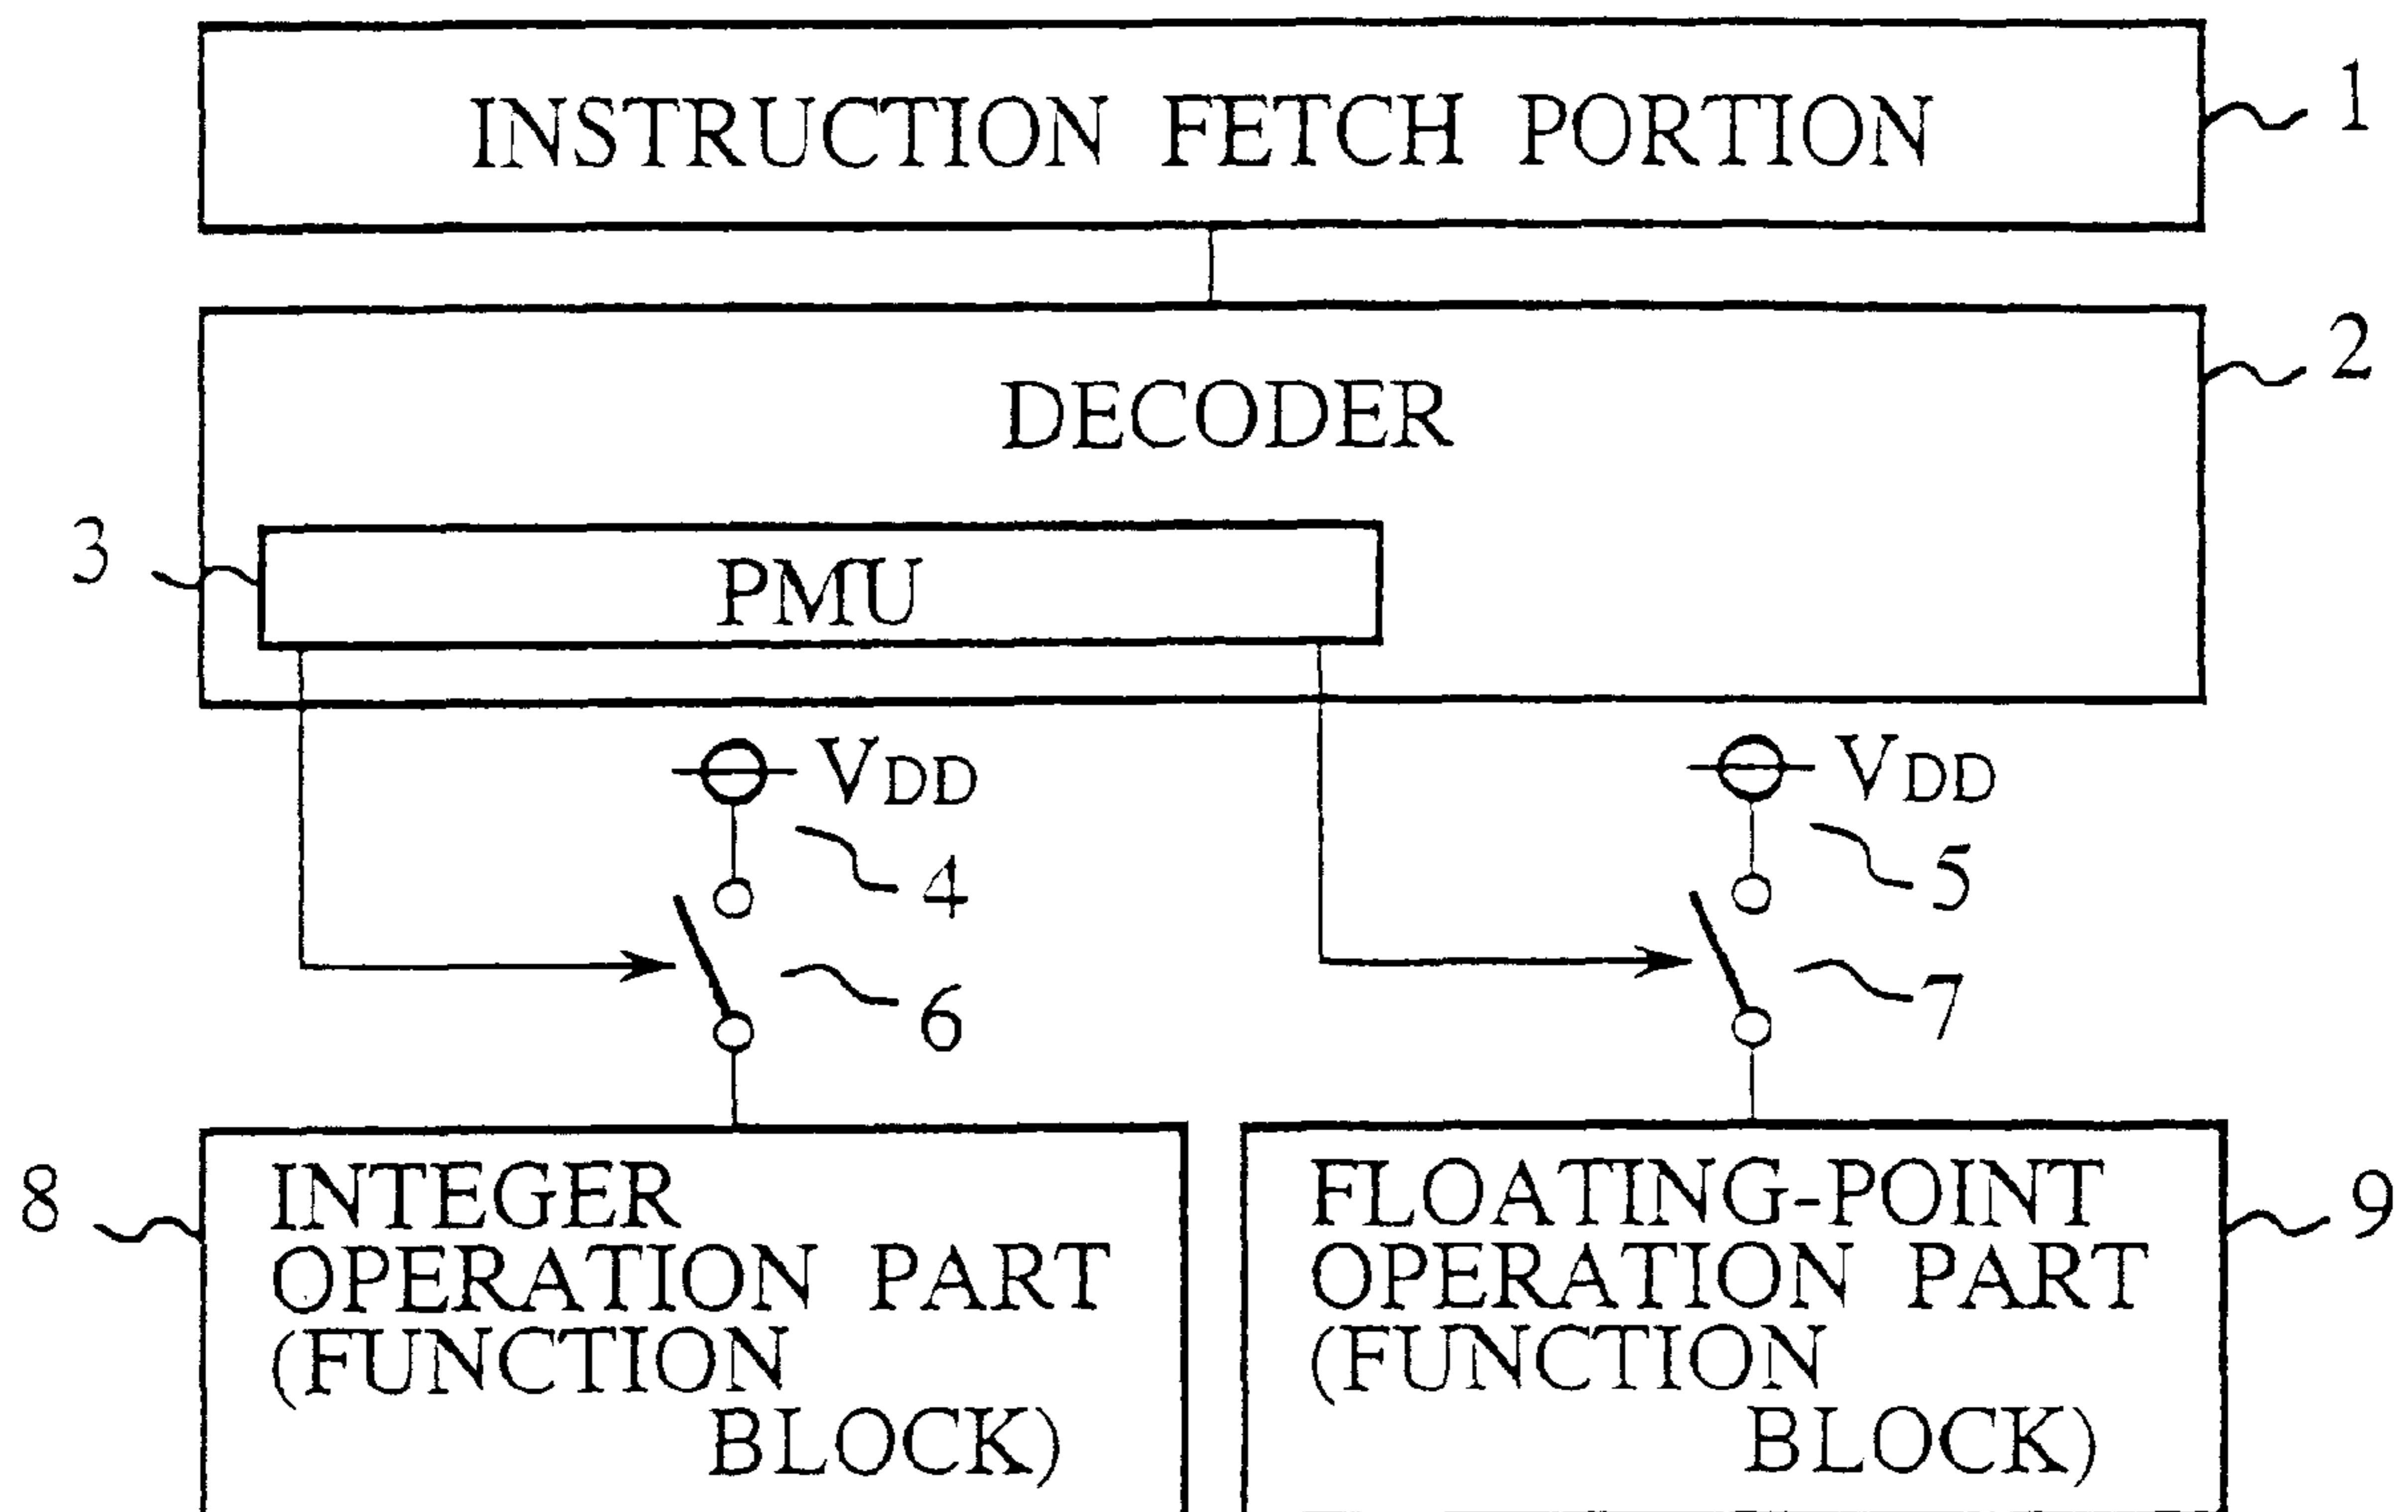 INSTRUCTION FETCH PORTION
1
DECODER
2
3
PMU
VDD
VDD
4
5
6
7
8
INTEGER
OPERATION PART
(FUNCTION
BLOCK)
FLOATING-POINT
OPERATION PART
(FUNCTION
BLOCK)
9